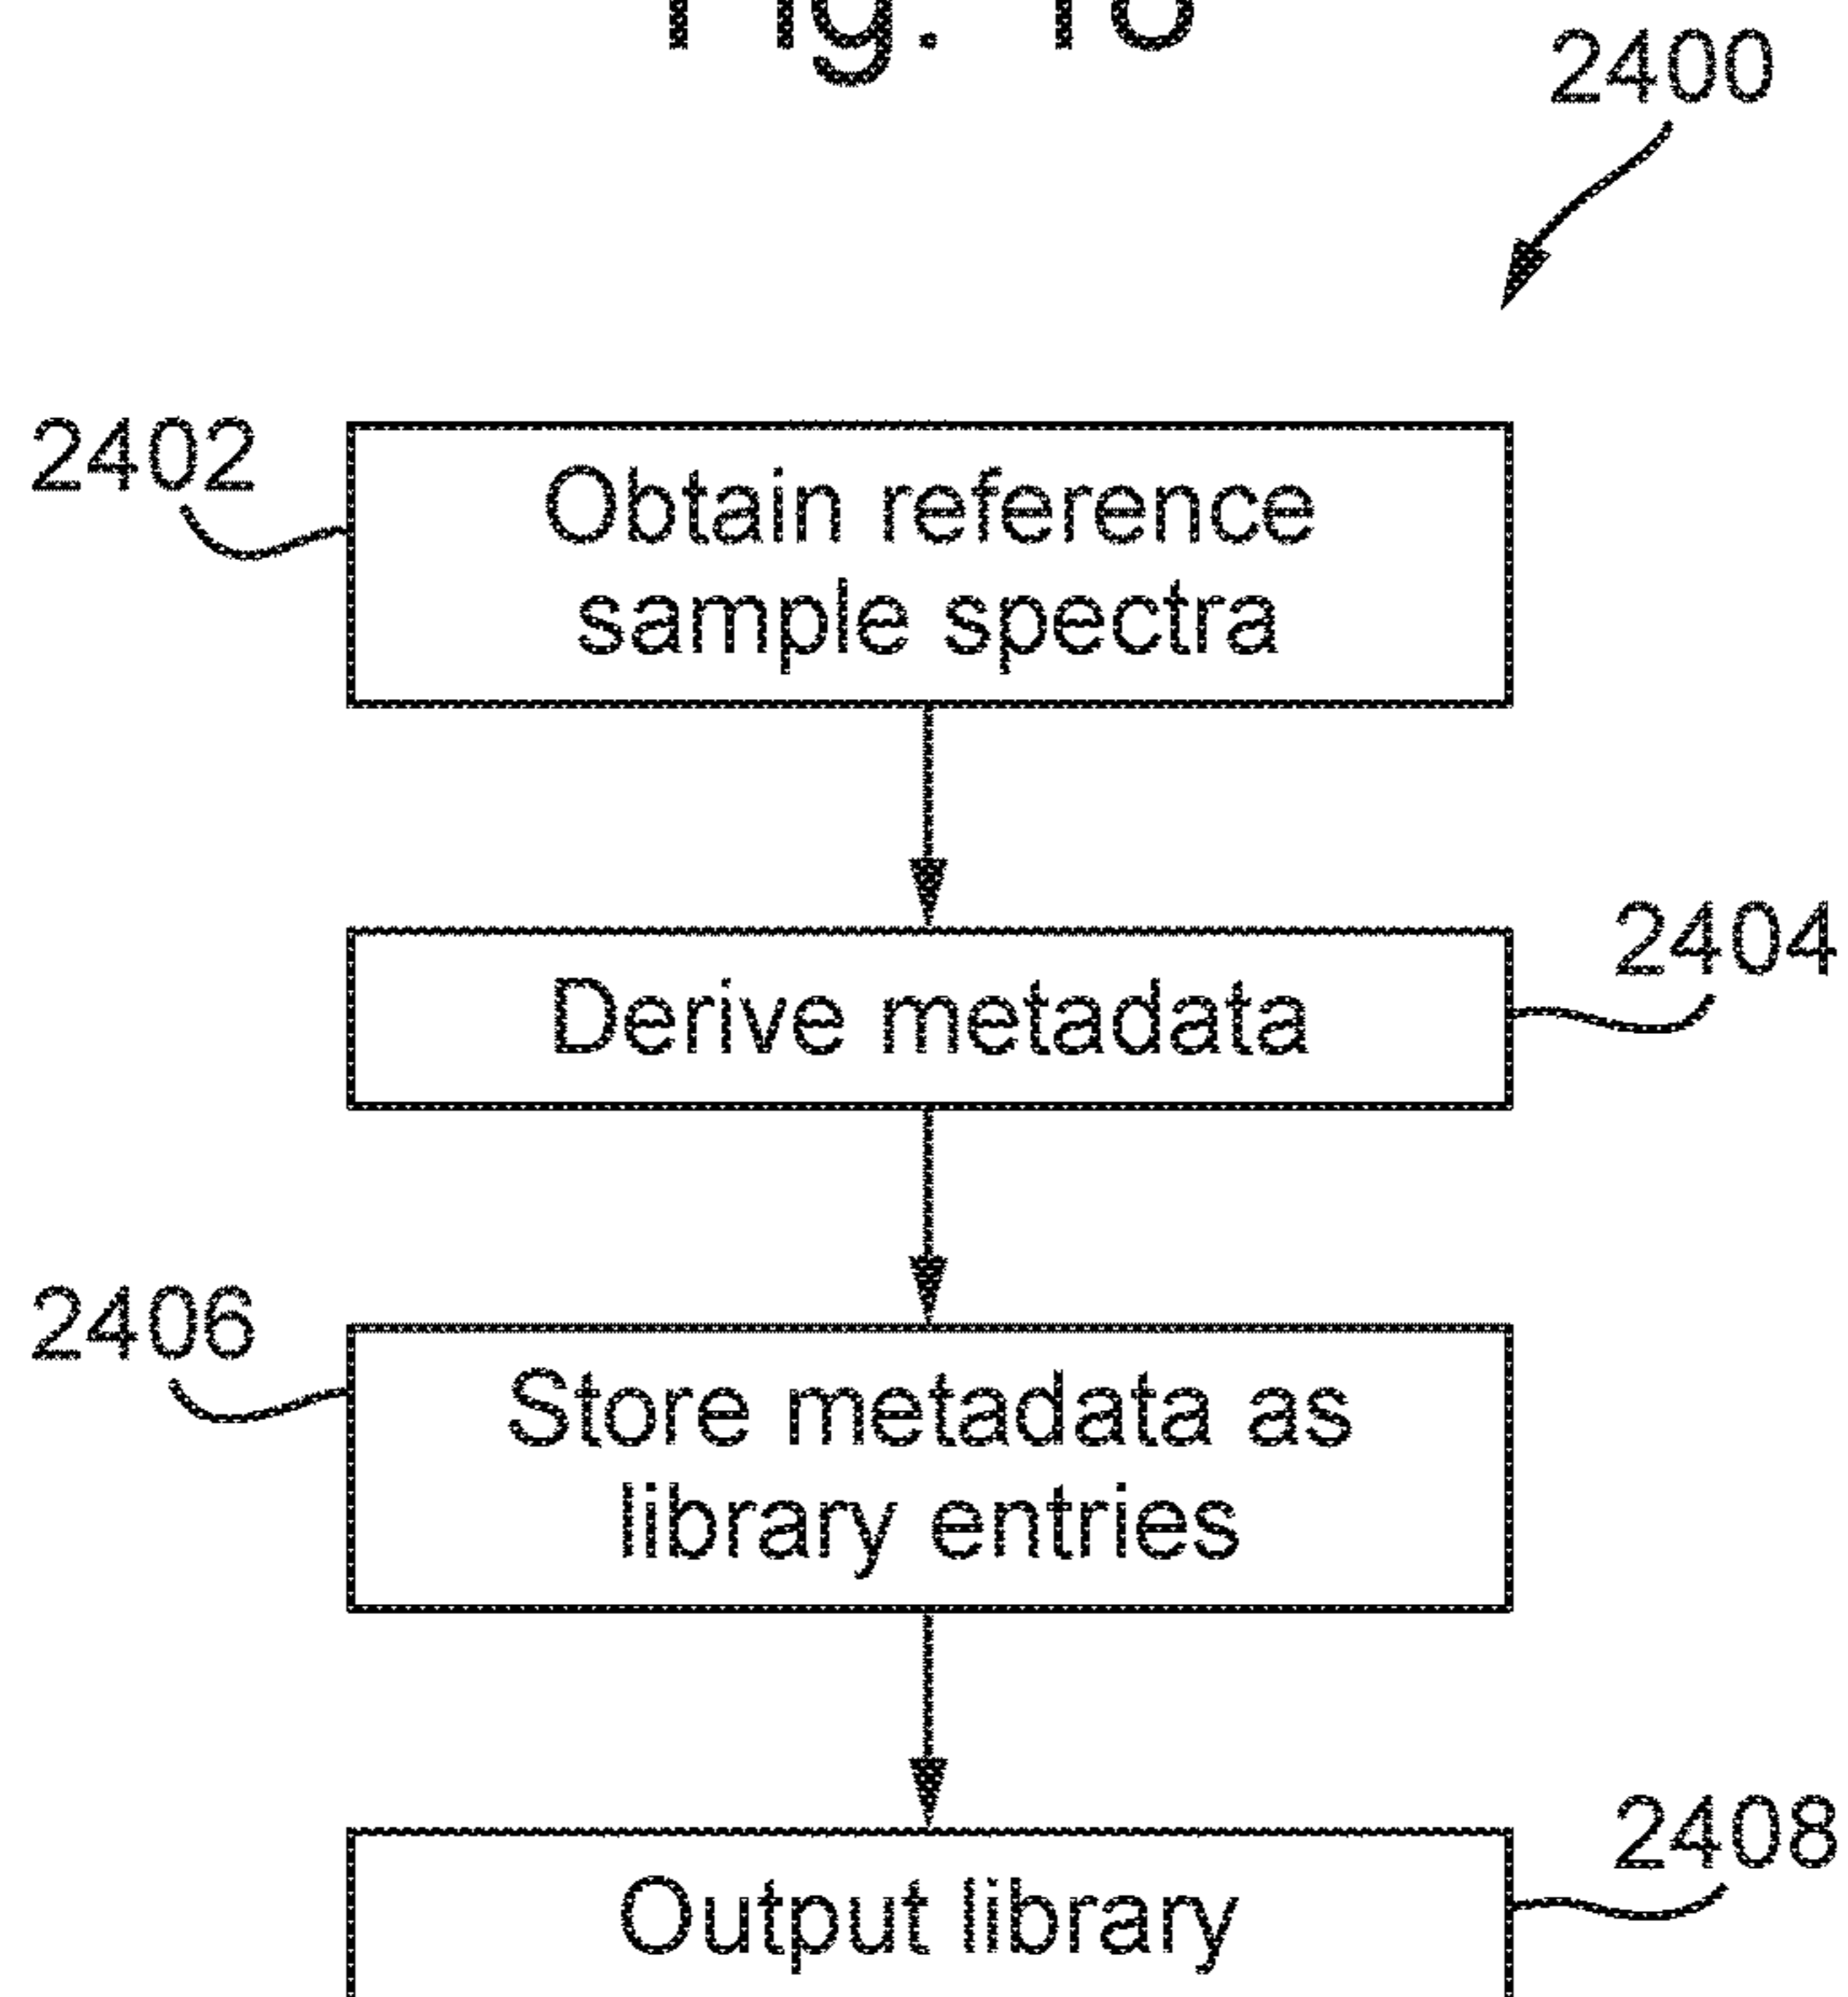 2400
2402
Obtain reference
sample spectra
Derive metadata
2404
2406
Store metadata as
library entries
Output library
2408